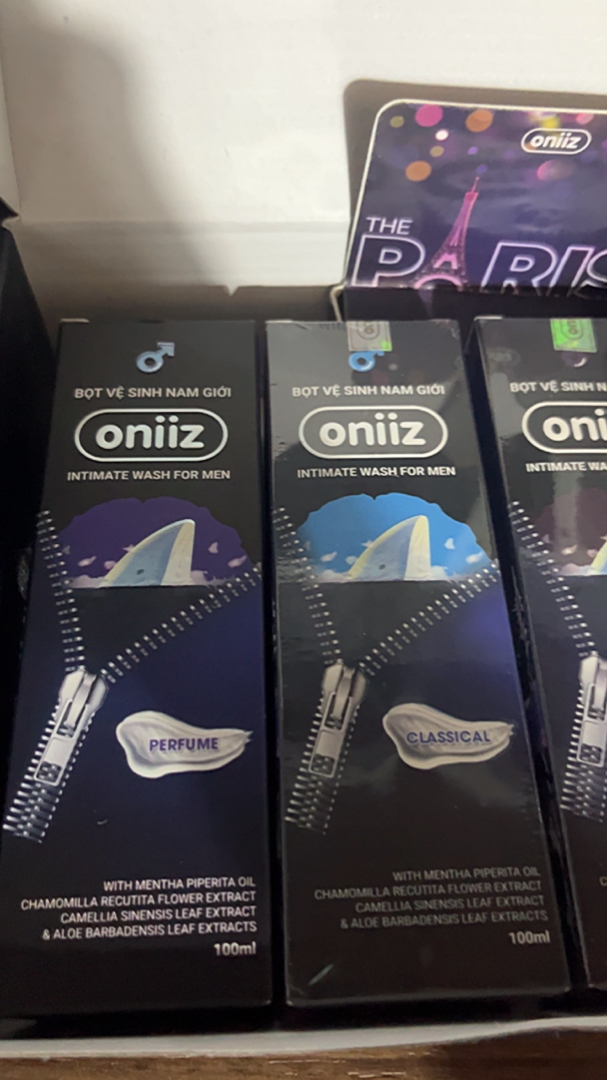 oniiz
THE
PARIS
BỌT VỆ SINH NAM GIỚI
oniiz
INTIMATE WASH FOR MEN
PERFUME
WITH MENTHA PIPERITA OIL
CHAMOMILLA RECUTITA FLOWER EXTRACT
CAMELLIA SINENSIS LEAF EXTRACT
& ALOE BARBADENSIS LEAF EXTRACTS
100ml
BỌT VỆ SINH NAM GIỚI
oniiz
INTIMATE WASH FOR MEN
CLASSICAL
WITH MENTHA PIPERITA OIL
CHAMOMILLA RECUTITA FLOWER EXTRACT
CAMELLIA SINENSIS LEAF EXTRACT
& ALOE BARBADENSIS LEAF EXTRACTS
100ml
BỌT VỆ SINH N
oni
INTIMATE WA